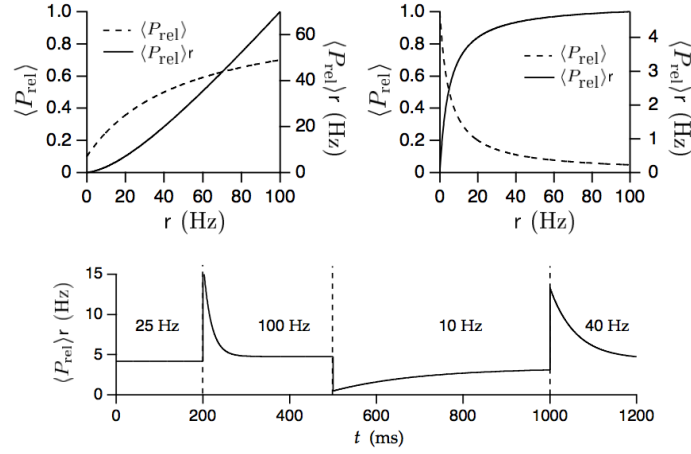 1.0
0.8
0.6
0.4
0.2
0
⟨P_rel⟩
⟨P_rel⟩
⟨P_rel⟩r
60
40
20
0
⟨P_rel⟩r (Hz)
0 20 40 60 80 100
r (Hz)
1.0
0.8
0.6
0.4
0.2
0
⟨P_rel⟩
⟨P_rel⟩
⟨P_rel⟩r
4
3
2
1
0
⟨P_rel⟩r (Hz)
0 20 40 60 80 100
r (Hz)
15
10
5
0
⟨P_rel⟩r (Hz)
25 Hz 100 Hz 10 Hz 40 Hz
0 200 400 600 800 1000 1200
t (ms)